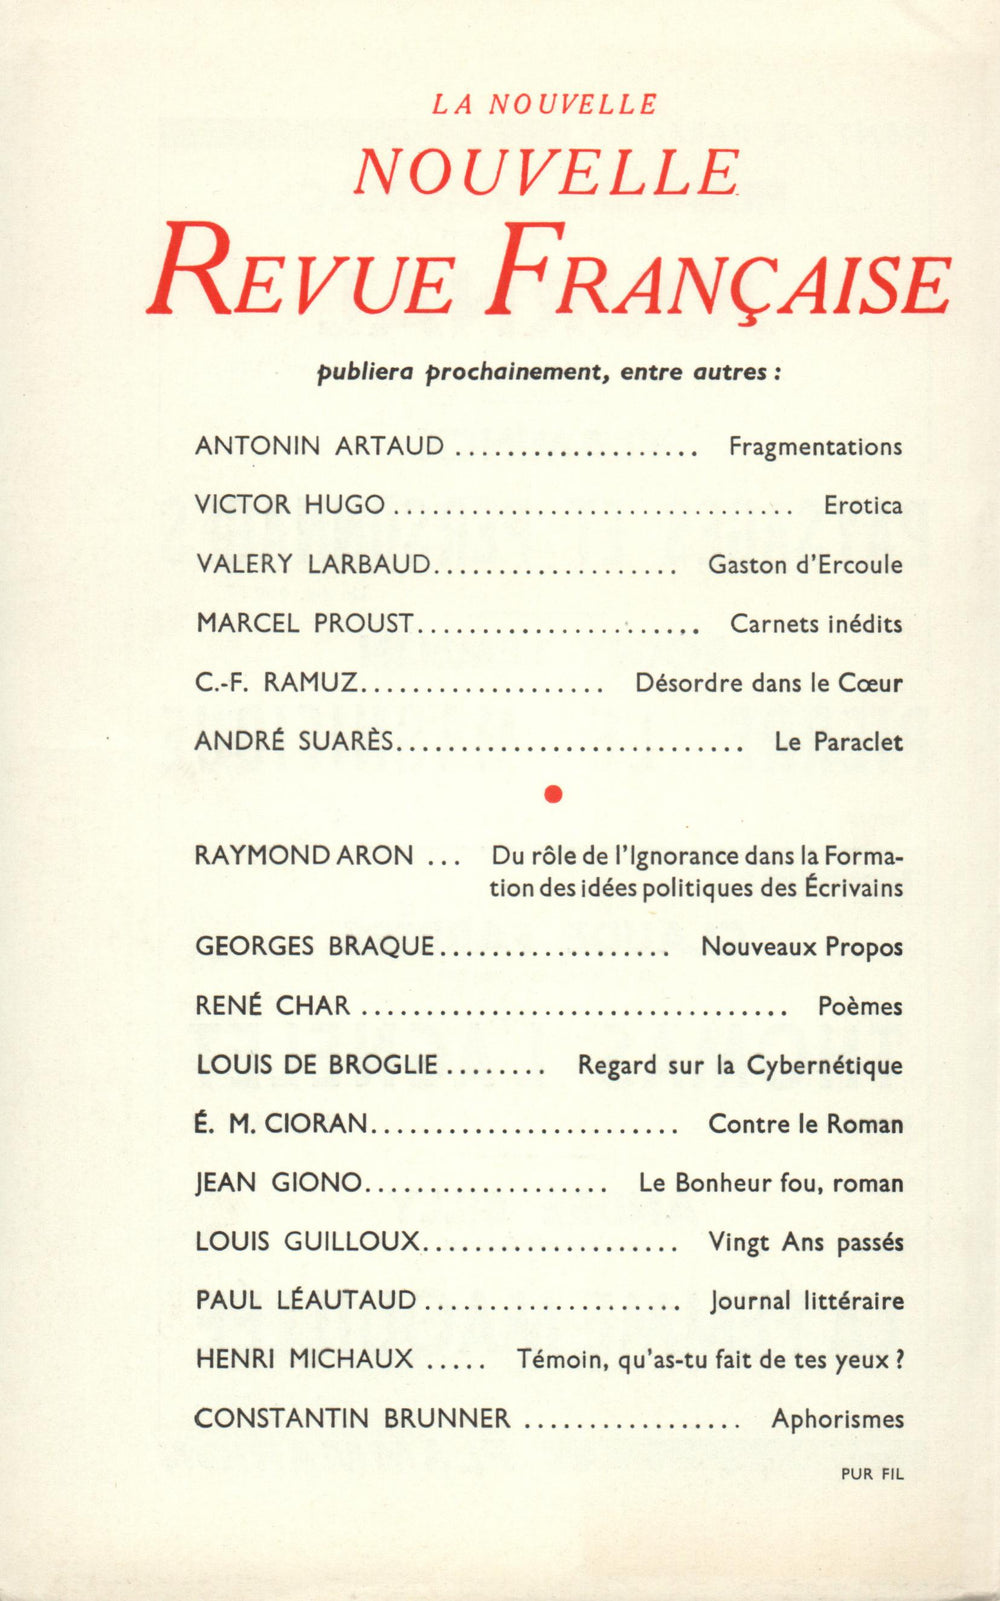 LA NOUVELLE
NOUVELLE
REVUE FRANÇAISE
publiera prochainement, entre autres :
ANTONIN ARTAUD ................... Fragmentations
VICTOR HUGO ............................... Erotica
VALERY LARBAUD................... Gaston d'Ercoule
MARCEL PROUST...................... Carnets inédits
C.-F. RAMUZ................... Désordre dans le Cœur
ANDRÉ SUARÈS........................... Le Paraclet
●
RAYMOND ARON ... Du rôle de l'Ignorance dans la Forma-
tion des idées politiques des Écrivains
GEORGES BRAQUE.................. Nouveaux Propos
RENÉ CHAR ................................. Poèmes
LOUIS DE BROGLIE ........ Regard sur la Cybernétique
É. M. CIORAN........................ Contre le Roman
JEAN GIONO................... Le Bonheur fou, roman
LOUIS GUILLOUX.................... Vingt Ans passés
PAUL LÉAUTAUD .................... Journal littéraire
HENRI MICHAUX ..... Témoin, qu'as-tu fait de tes yeux ?
CONSTANTIN BRUNNER ................. Aphorismes
PUR FIL